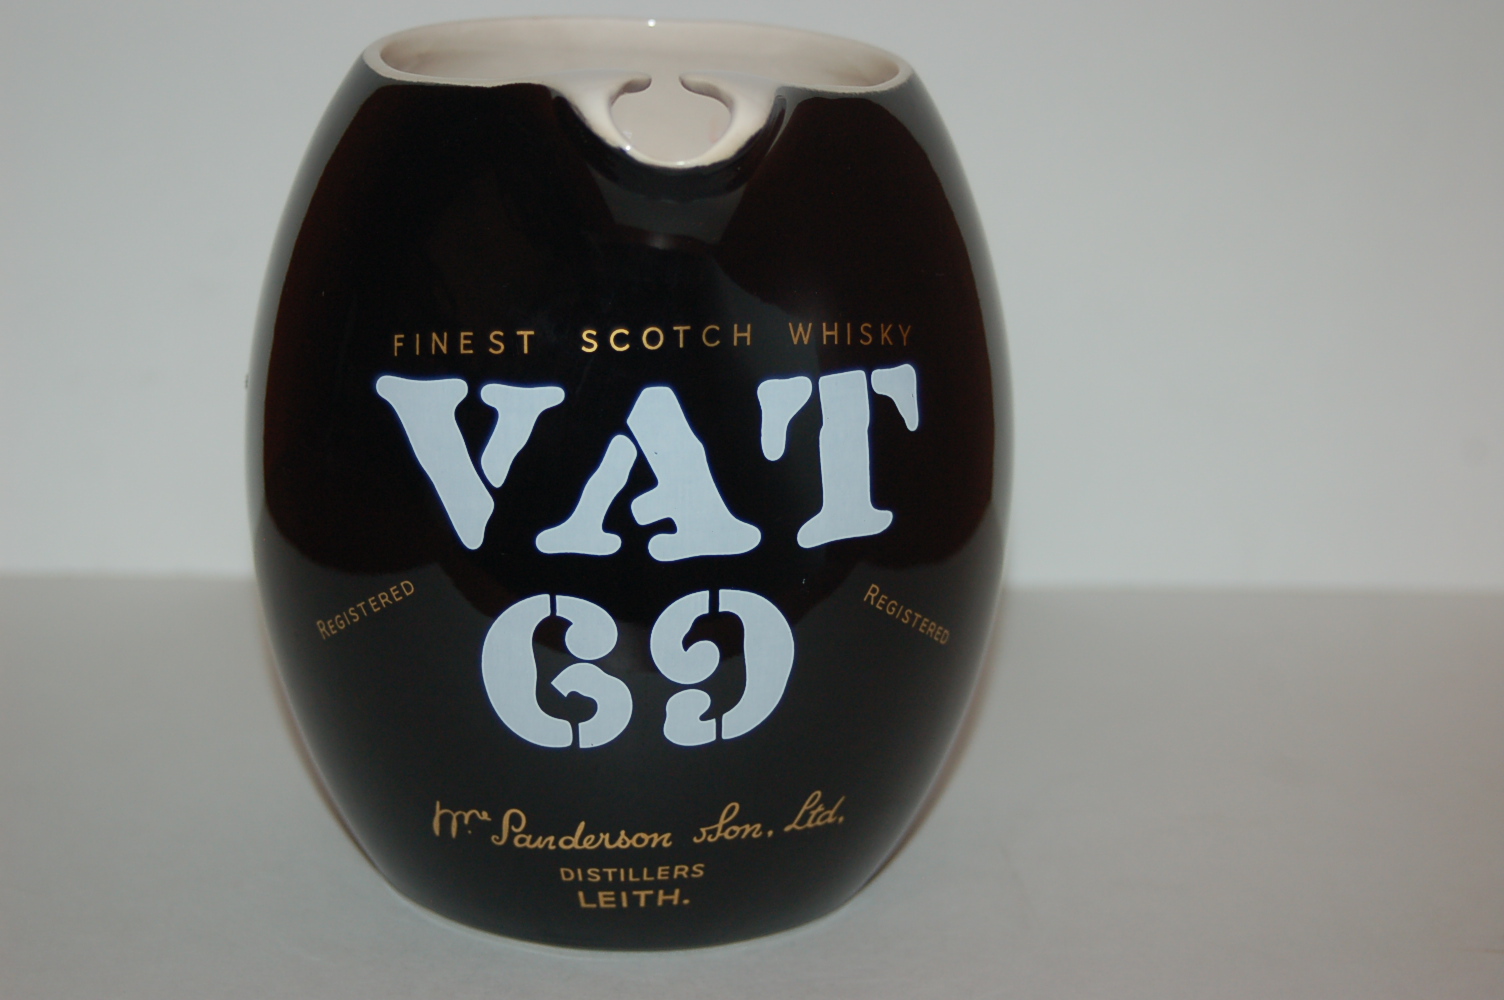 FINEST SCOTCH WHISKY
VAT
REGISTERED
REGISTERED
69
Wm. Sanderson & Son, Ltd.
DISTILLERS
LEITH.